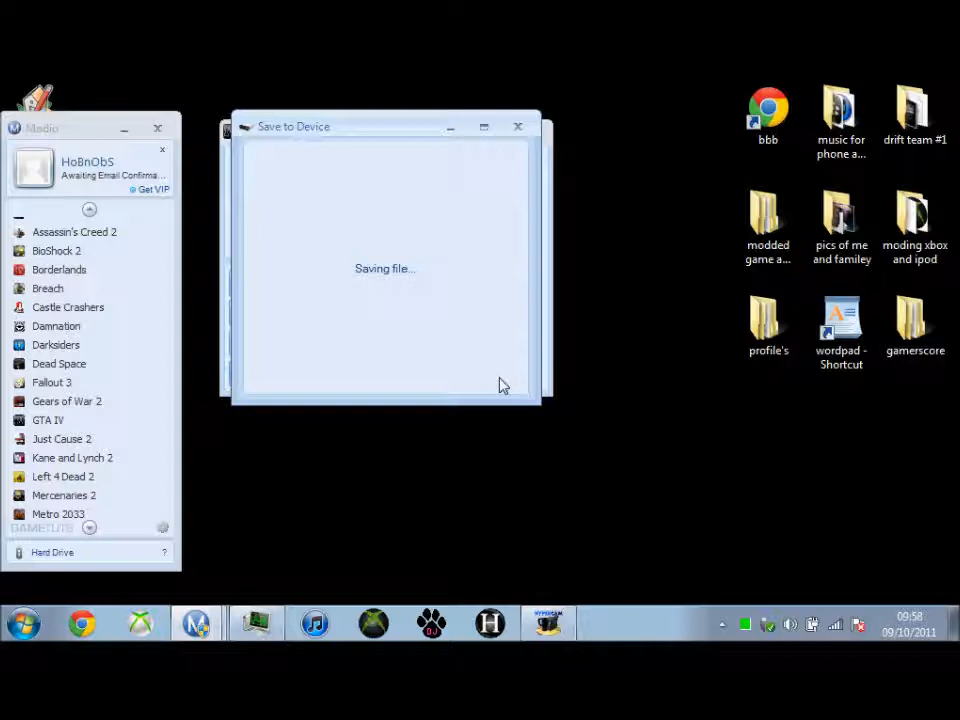 Modio
HoBnObS
Awaiting Email Confirma...
Get VIP
Assassin's Creed 2
BioShock 2
Borderlands
Breach
Castle Crashers
Damnation
Darksiders
Dead Space
Fallout 3
Gears of War 2
GTA IV
Just Cause 2
Kane and Lynch 2
Left 4 Dead 2
Mercenaries 2
Metro 2033
GAMETUTS
Hard Drive
?
Save to Device
Saving file...
bbb
music for
phone a...
drift team #1
modded
game a...
pics of me
and familey
moding xbox
and ipod
profile's
wordpad -
Shortcut
gamerscore
M
DJ
H
HYPERCAM
09:58
09/10/2011